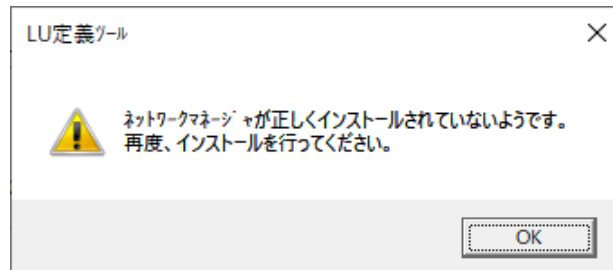 LU定義ﾂｰﾙ
ﾈｯﾄﾜｰｸﾏﾈｰｼﾞｬが正しくインストールされていないようです。
再度、インストールを行ってください。
OK